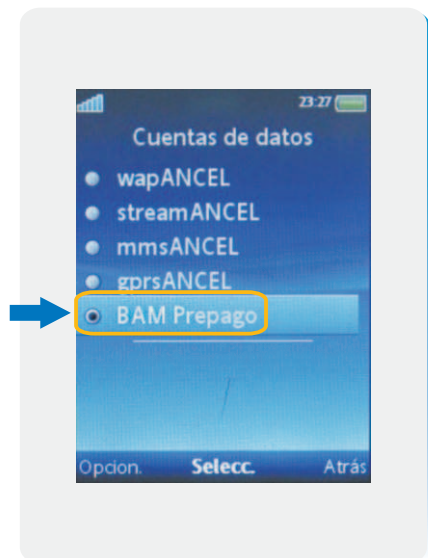 23:27
Cuentas de datos
wapANCEL
streamANCEL
mmsANCEL
gprsANCEL
BAM Prepago
Opcion. Selecc. Atrás